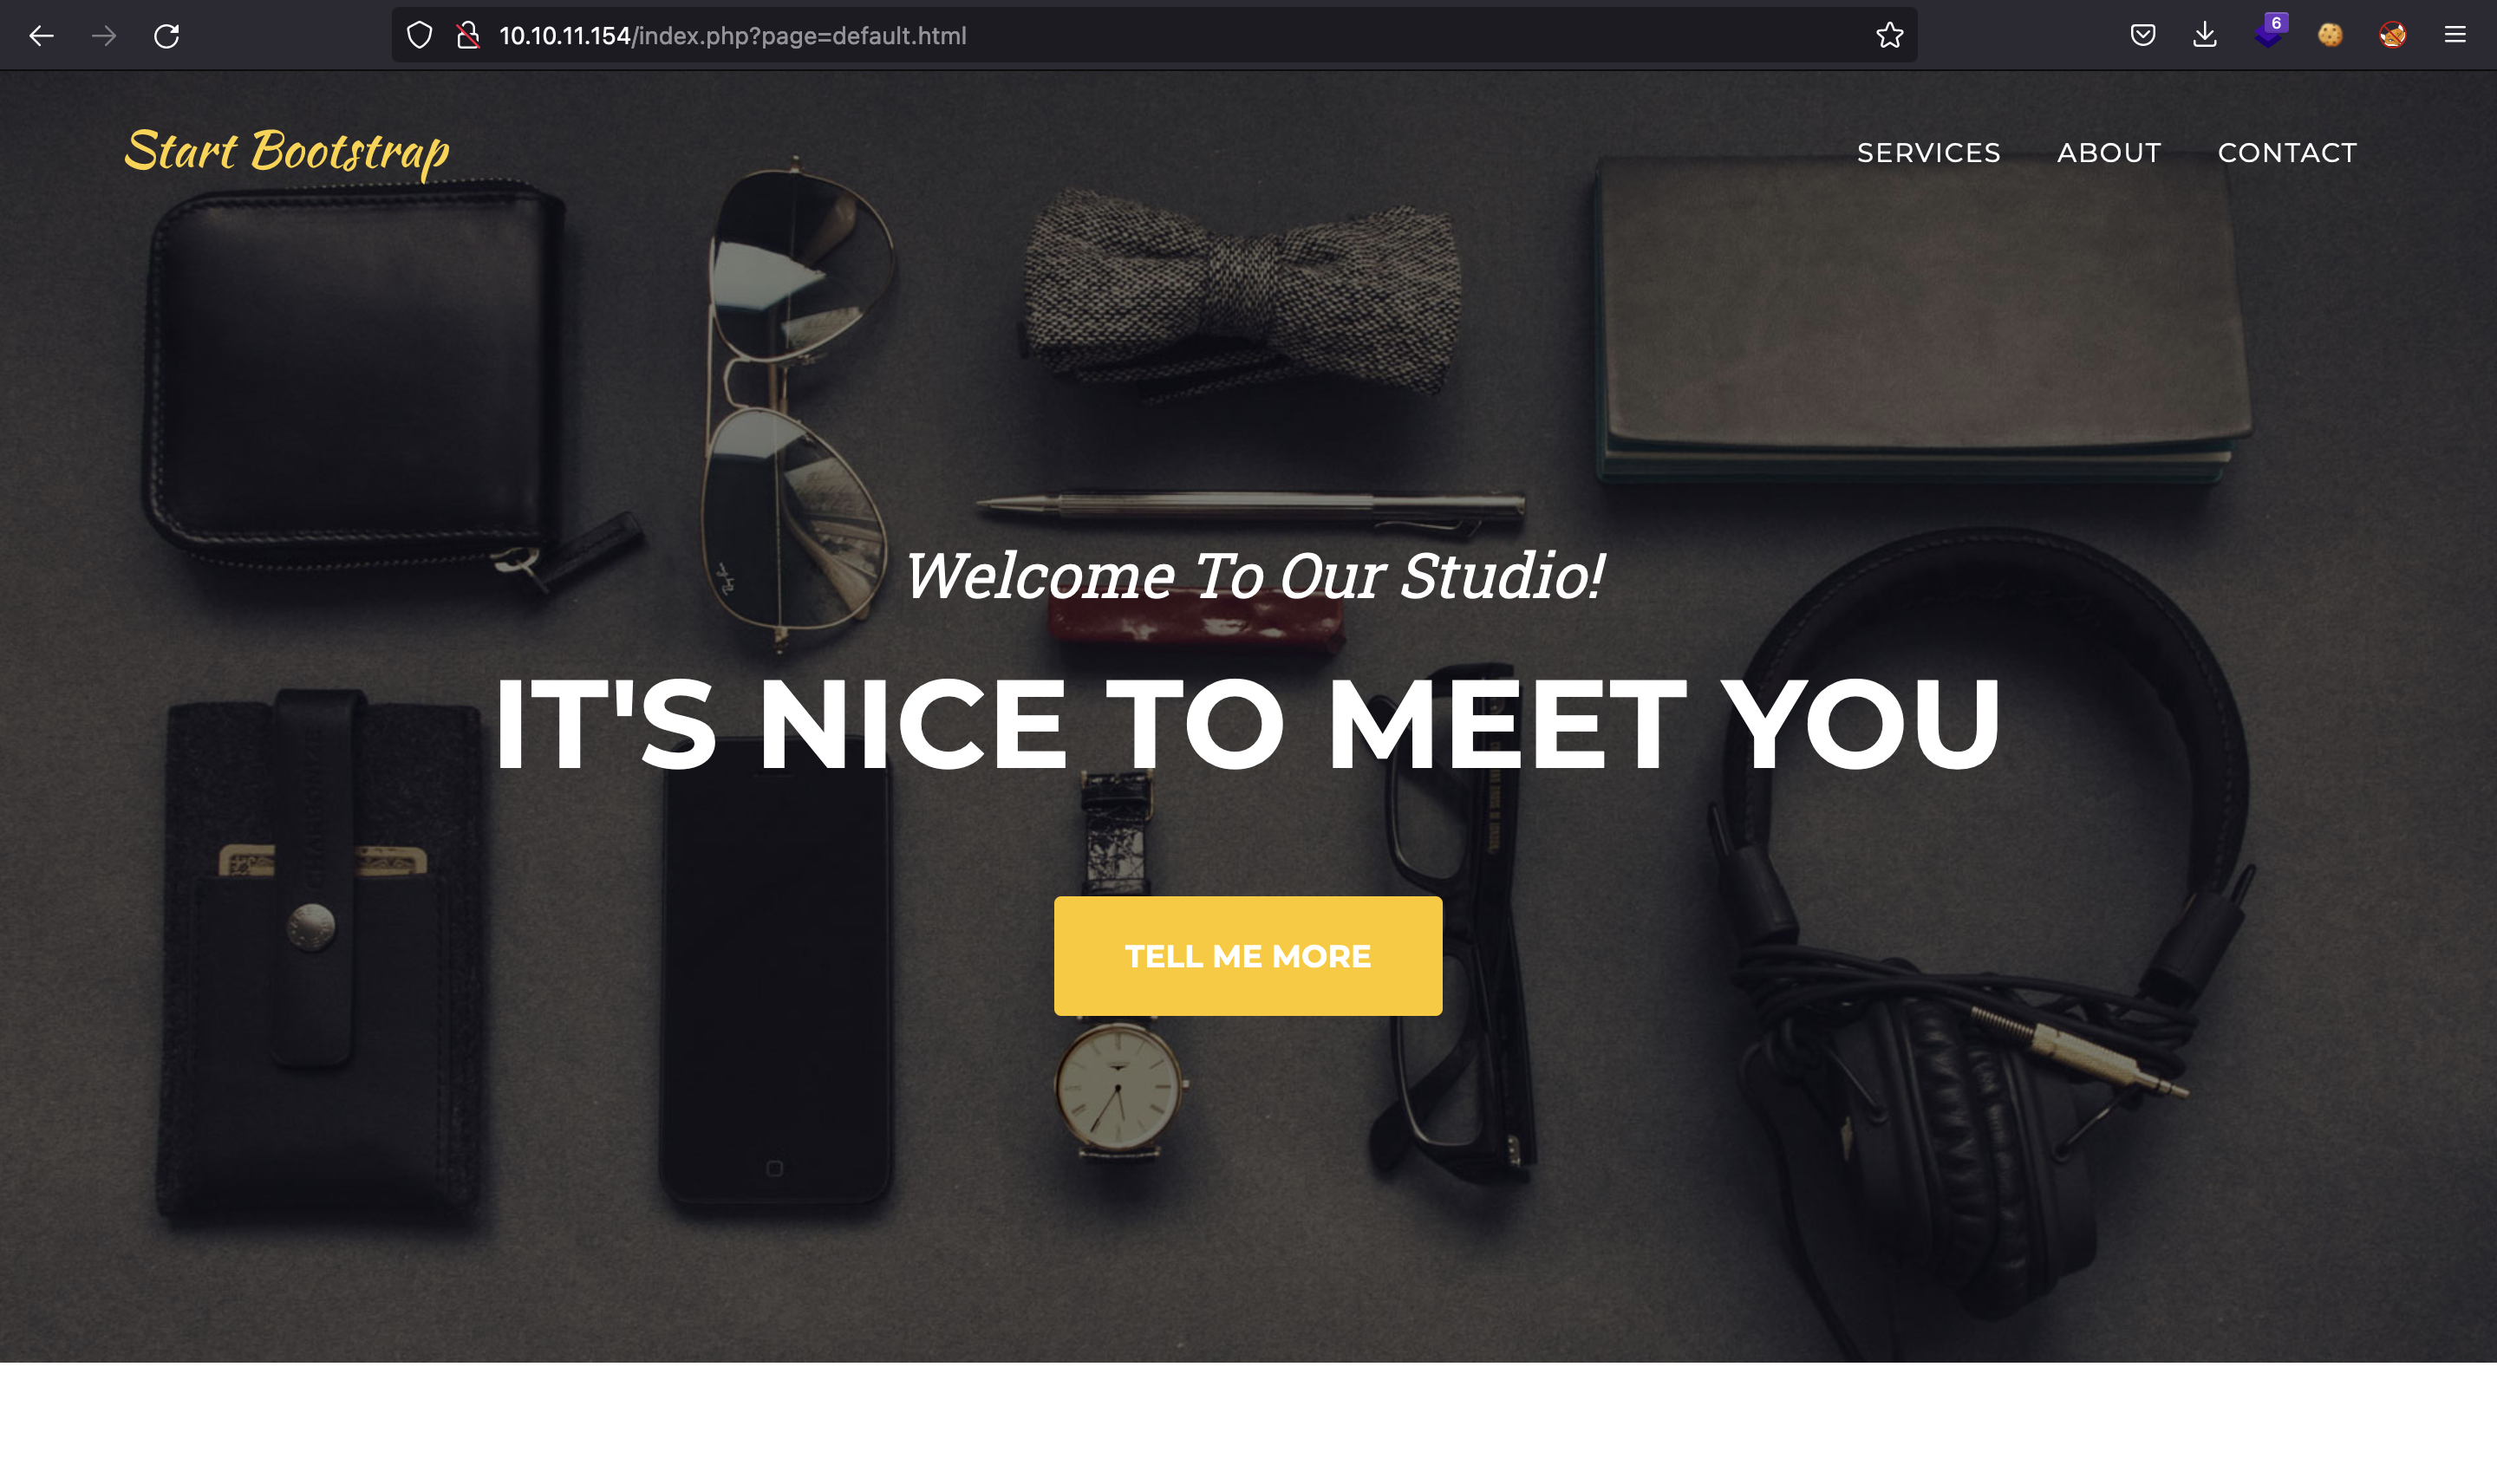 10.10.11.154/index.php?page=default.html
6
Start Bootstrap
SERVICES ABOUT CONTACT
Welcome To Our Studio!
IT'S NICE TO MEET YOU
TELL ME MORE